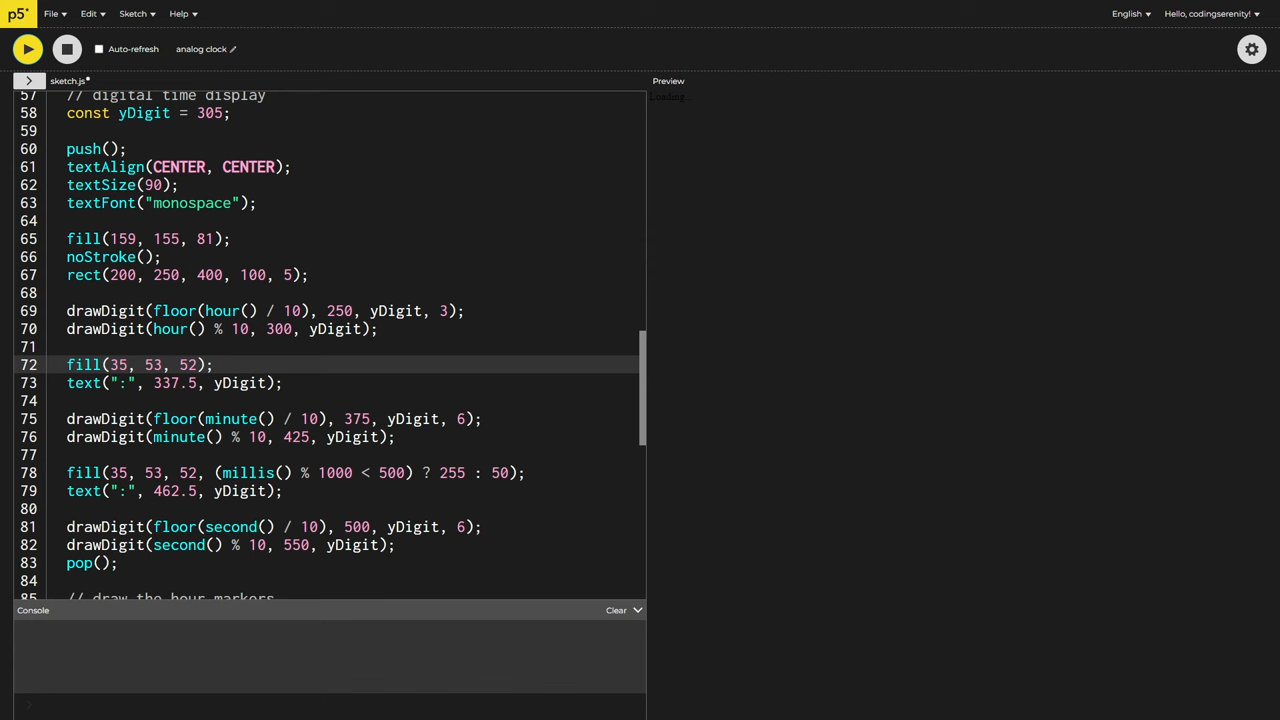 p5* File Edit Sketch Help English Hello, codingserenity!
Auto-refresh analog clock
sketch.js Preview
Loading...
57 // digital time display
58 const yDigit = 305;
59
60 push();
61 textAlign(CENTER, CENTER);
62 textSize(90);
63 textFont("monospace");
64
65 fill(159, 155, 81);
66 noStroke();
67 rect(200, 250, 400, 100, 5);
68
69 drawDigit(floor(hour() / 10), 250, yDigit, 3);
70 drawDigit(hour() % 10, 300, yDigit);
71
72 fill(35, 53, 52);
73 text(":", 337.5, yDigit);
74
75 drawDigit(floor(minute() / 10), 375, yDigit, 6);
76 drawDigit(minute() % 10, 425, yDigit);
77
78 fill(35, 53, 52, (millis() % 1000 < 500) ? 255 : 50);
79 text(":", 462.5, yDigit);
80
81 drawDigit(floor(second() / 10), 500, yDigit, 6);
82 drawDigit(second() % 10, 550, yDigit);
83 pop();
84
85 // draw the hour markers
Console Clear